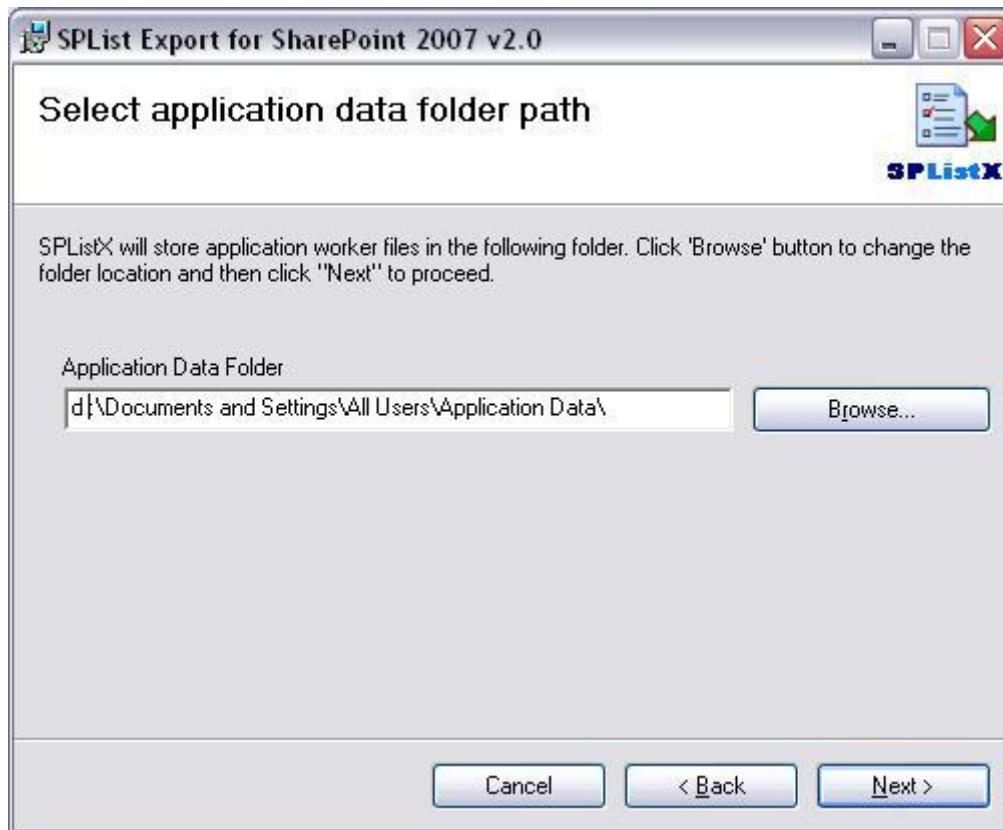 SPList Export for SharePoint 2007 v2.0
Select application data folder path
SPListX
SPListX will store application worker files in the following folder. Click 'Browse' button to change the
folder location and then click "Next" to proceed.
Application Data Folder
d:\Documents and Settings\All Users\Application Data\
Browse...
Cancel
< Back
Next >